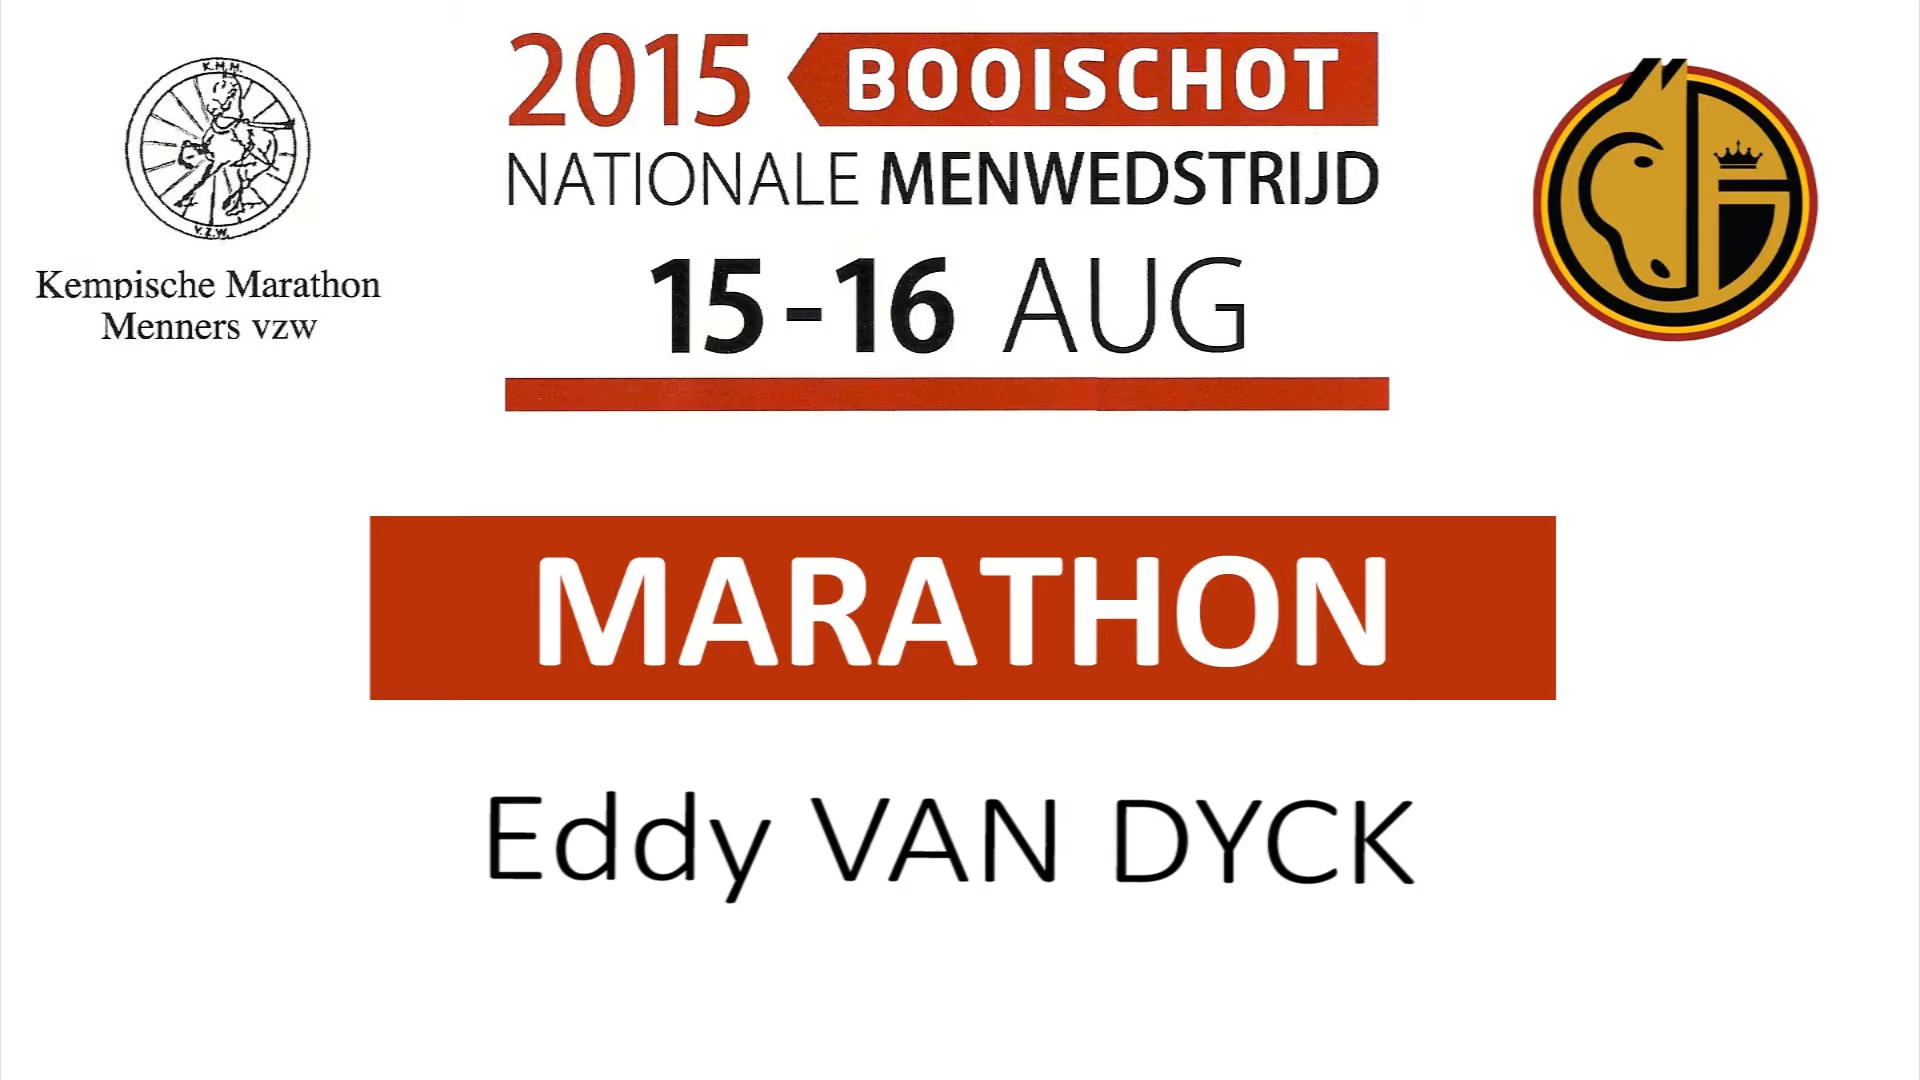 K.M.M.
V.Z.W.
Kempische Marathon
Menners vzw
2015 BOOISCHOT
NATIONALE MENWEDSTRIJD
15-16 AUG
MARATHON
Eddy VAN DYCK